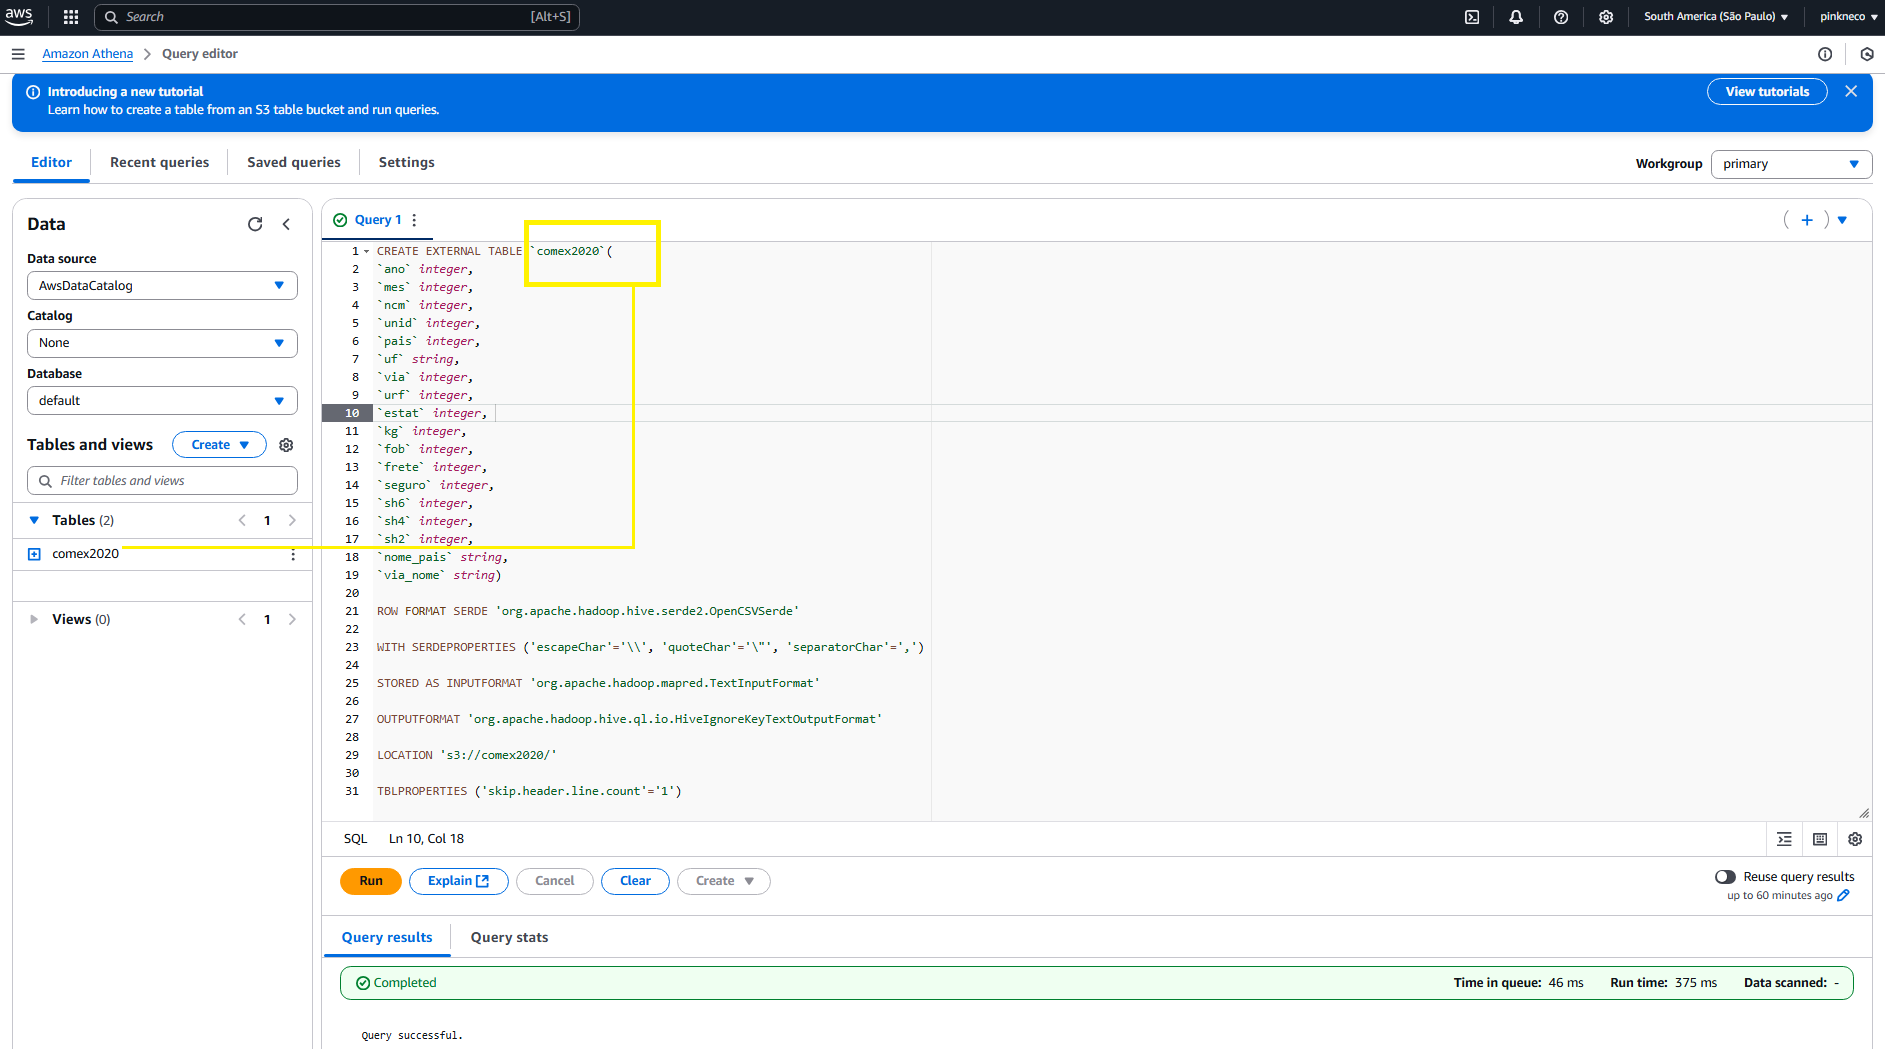 aws
Search [Alt+S]
South America (São Paulo) pinkneco
Amazon Athena Query editor
Introducing a new tutorial
Learn how to create a table from an S3 table bucket and run queries.
View tutorials
Editor Recent queries Saved queries Settings
Workgroup primary
Data
Data source
AwsDataCatalog
Catalog
None
Database
default
Tables and views Create
Filter tables and views
Tables (2) 1
comex2020
Views (0) 1
Query 1
1 CREATE EXTERNAL TABLE `comex2020`(
2 `ano` integer,
3 `mes` integer,
4 `ncm` integer,
5 `unid` integer,
6 `pais` integer,
7 `uf` string,
8 `via` integer,
9 `urf` integer,
10 `estat` integer,
11 `kg` integer,
12 `fob` integer,
13 `frete` integer,
14 `seguro` integer,
15 `sh6` integer,
16 `sh4` integer,
17 `sh2` integer,
18 `nome_pais` string,
19 `via_nome` string)
20
21 ROW FORMAT SERDE 'org.apache.hadoop.hive.serde2.OpenCSVSerde'
22
23 WITH SERDEPROPERTIES ('escapeChar'='\\', 'quoteChar'='\"', 'separatorChar'=',')
24
25 STORED AS INPUTFORMAT 'org.apache.hadoop.mapred.TextInputFormat'
26
27 OUTPUTFORMAT 'org.apache.hadoop.hive.ql.io.HiveIgnoreKeyTextOutputFormat'
28
29 LOCATION 's3://comex2020/'
30
31 TBLPROPERTIES ('skip.header.line.count'='1')
SQL Ln 10, Col 18
Run Explain Cancel Clear Create
Reuse query results
up to 60 minutes ago
Query results Query stats
Completed Time in queue: 46 ms Run time: 375 ms Data scanned: -
Query successful.